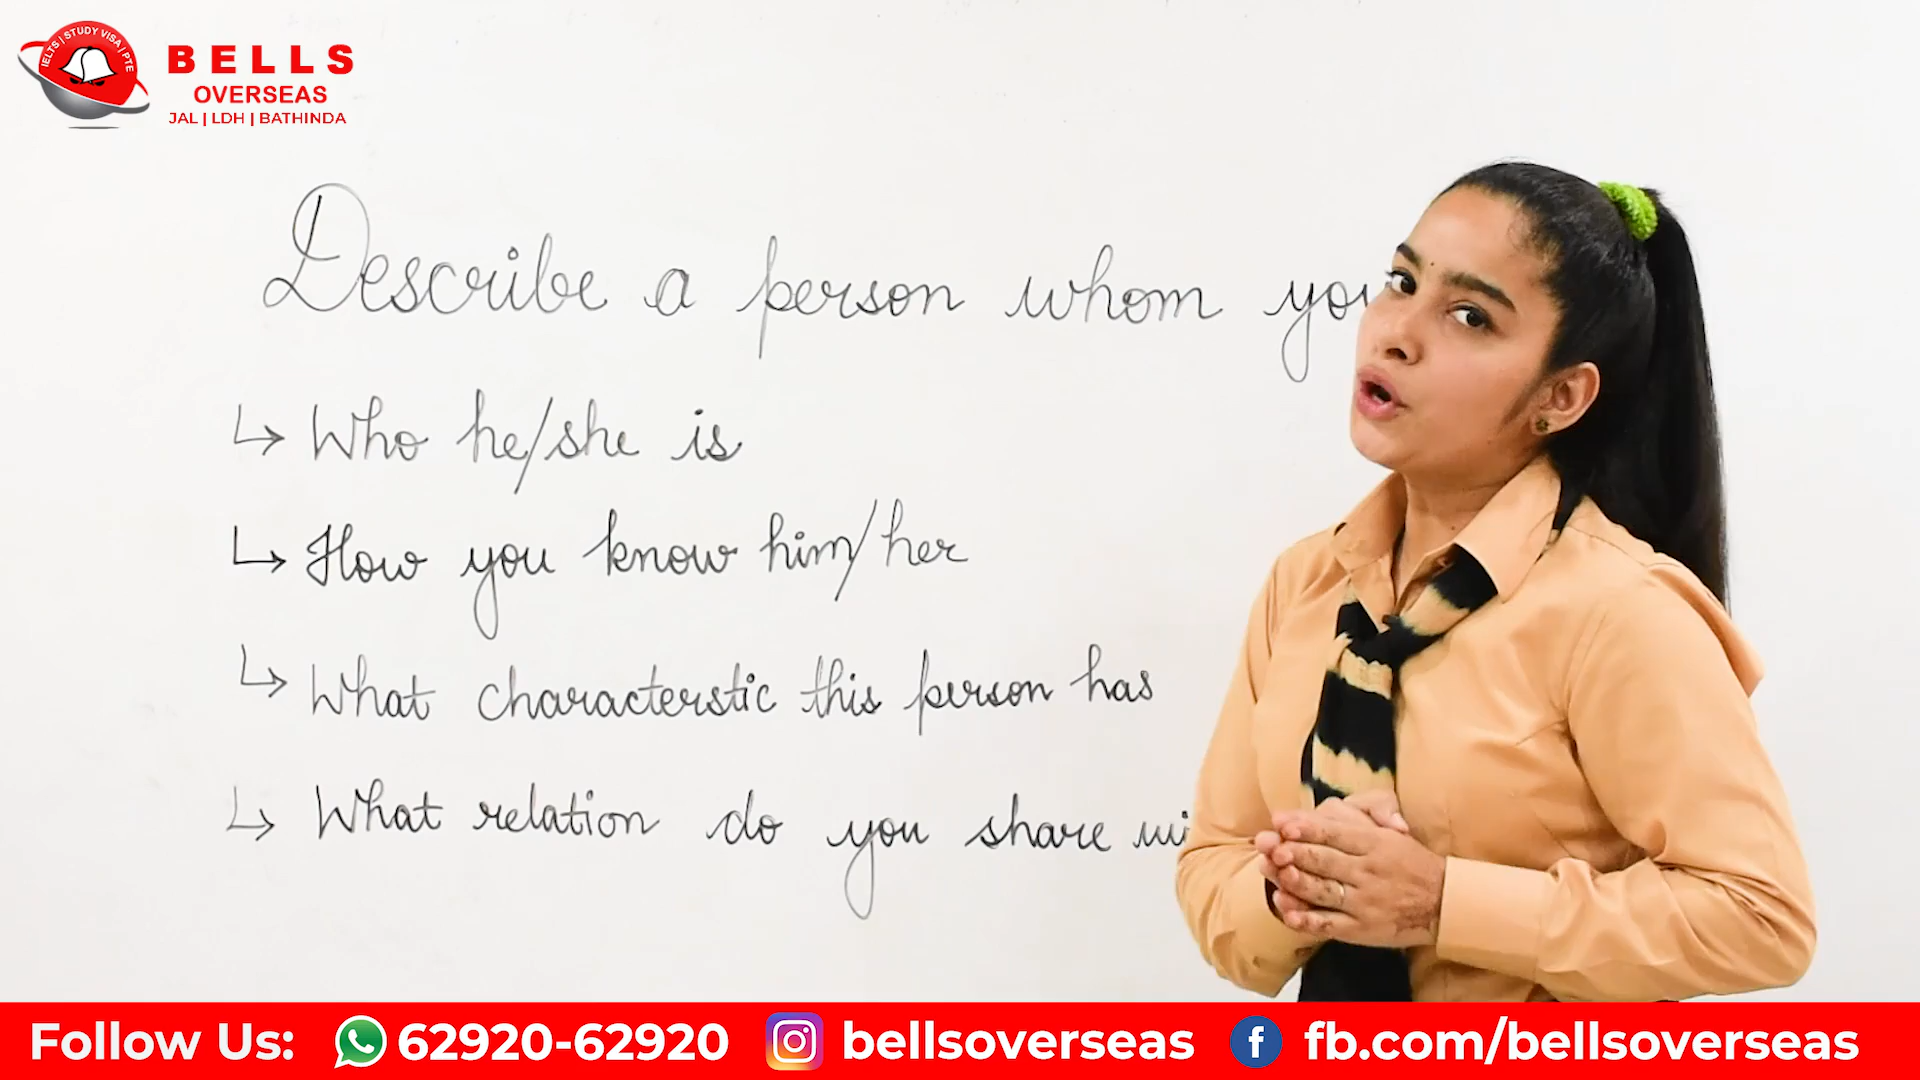 IELTS | STUDY VISA | PTE
BELLS
OVERSEAS
JAL | LDH | BATHINDA
Describe a person whom you
Who he/she is
How you know him/her
What characterstic this person has
What relation do you share
Follow Us: 62920-62920 bellsoverseas fb.com/bellsoverseas